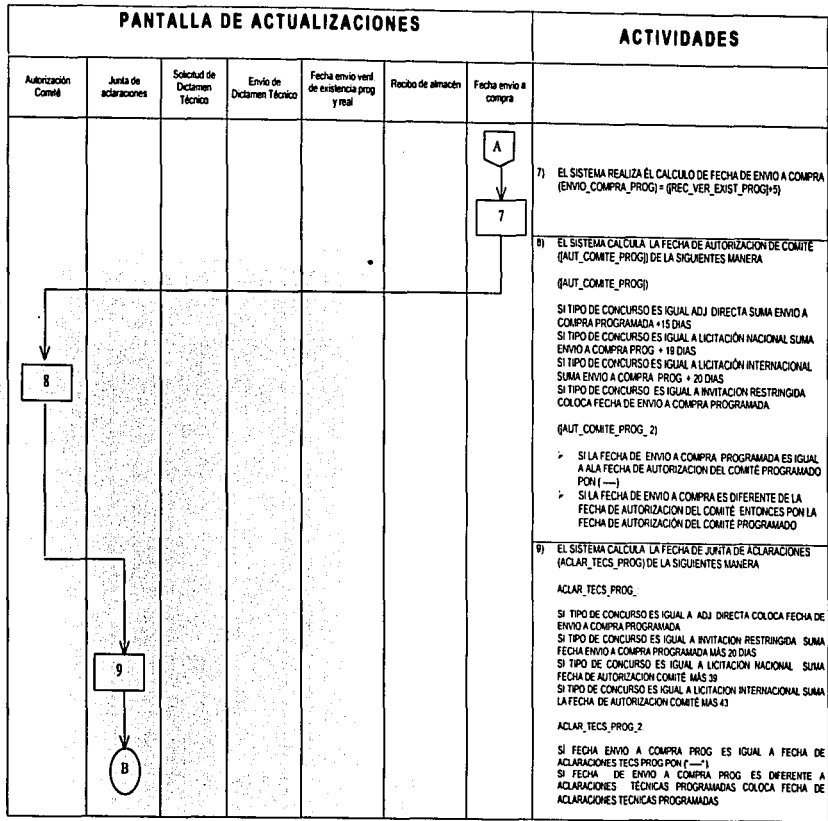 PANTALLA DE ACTUALIZACIONES
ACTIVIDADES
Autorización
Comité
Junta de
aclaraciones
Solicitud de
Dictamen
Técnico
Envío de
Dictamen Técnico
Fecha envio verif.
de existencia prog
y real
Recibo de almacén
Fecha envio a
compra
A
7
8
9
B
7) EL SISTEMA REALIZA ÉL CALCULO DE FECHA DE ENVIO A COMPRA
(ENVIO_COMPRA_PROG) = ([REC_VER_EXIST_PROG]+5)
8) EL SISTEMA CALCULA LA FECHA DE AUTORIZACION DE COMITÉ
([AUT_COMITE_PROG]) DE LA SIGUIENTES MANERA
([AUT_COMITE_PROG])
SI TIPO DE CONCURSO ES IGUAL ADJ DIRECTA SUMA ENVIO A
COMPRA PROGRAMADA +15 DIAS
SI TIPO DE CONCURSO ES IGUAL A LICITACIÓN NACIONAL SUMA
ENVIO A COMPRA PROG + 19 DIAS
SI TIPO DE CONCURSO ES IGUAL A LICITACIÓN INTERNACIONAL
SUMA ENVIO A COMPRA PROG + 20 DIAS
SI TIPO DE CONCURSO ES IGUAL A INVITACION RESTRINGIDA
COLOCA FECHA DE ENVIO A COMPRA PROGRAMADA.
([AUT_COMITE_PROG_2)
➢ SI LA FECHA DE ENVIO A COMPRA PROGRAMADA ES IGUAL
A ALA FECHA DE AUTORIZACION DEL COMITÉ PROGRAMADO
PON ( ----)
➢ SI LA FECHA DE ENVIO A COMPRA ES DIFERENTE DE LA
FECHA DE AUTORIZACION DEL COMITÉ ENTONCES PON LA
FECHA DE AUTORIZACIÓN DEL COMITÉ PROGRAMADO
9) EL SISTEMA CALCULA LA FECHA DE JUNTA DE ACLARACIONES
(ACLAR_TECS_PROG) DE LA SIGUIENTES MANERA
ACLAR_TECS_PROG_:
SI TIPO DE CONCURSO ES IGUAL A ADJ DIRECTA COLOCA FECHA DE
ENVIO A COMPRA PROGRAMADA
SI TIPO DE CONCURSO ES IGUAL A INVITACION RESTRINGIDA SUMA
FECHA ENVIO A COMPRA PROGRAMADA MÁS 20 DIAS
SI TIPO DE CONCURSO ES IGUAL A LICITACIÓN NACIONAL SUMA
FECHA DE AUTORIZACION COMITÉ MÁS 39
SI TIPO DE CONCURSO ES IGUAL A LICITACION INTERNACIONAL SUMA
LA FECHA DE AUTORIZACION COMITÉ MAS 43
ACLAR_TECS_PROG_2
SÍ FECHA ENVIO A COMPRA PROG ES IGUAL A FECHA DE
ACLARACIONES TECS PROG PON ("----")
SI FECHA DE ENVIO A COMPRA PROG ES DIFERENTE A
ACLARACIONES TÉCNICAS PROGRAMADAS COLOCA FECHA DE
ACLARACIONES TECNICAS PROGRAMADAS